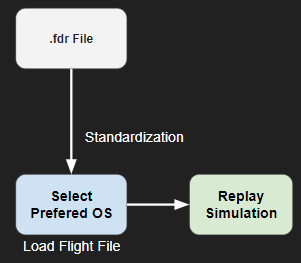 .fdr File
Standardization
Select
Prefered OS
Replay
Simulation
Load Flight File